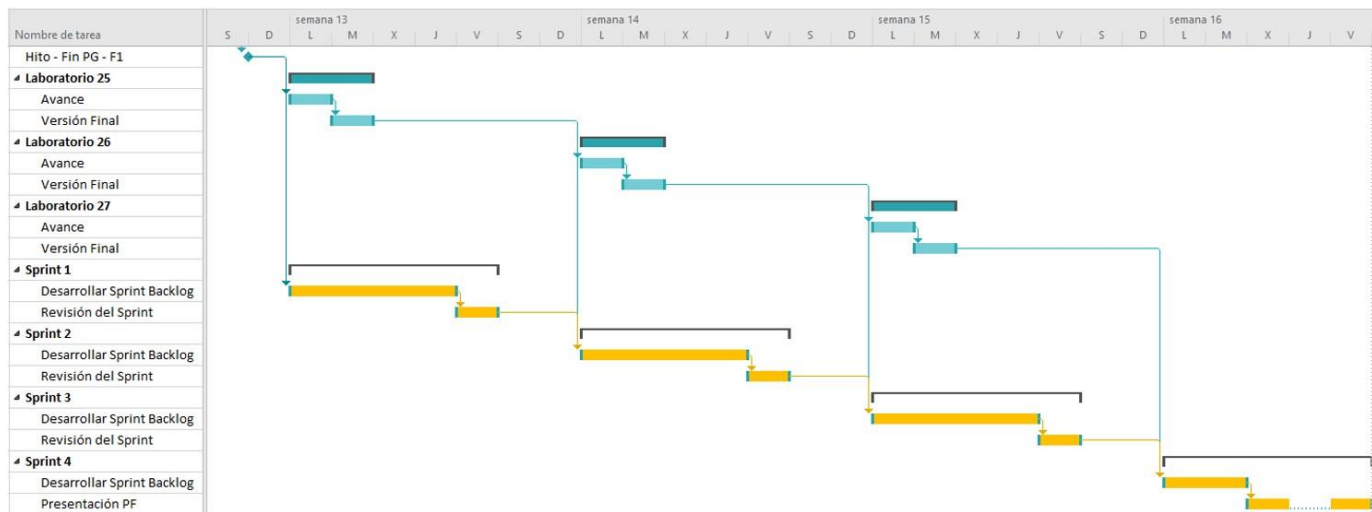 semana 13 semana 14 semana 15 semana 16
Nombre de tarea S D L M X J V S D L M X J V S D L M X J V S D L M X J V
Hito - Fin PG - F1
Laboratorio 25
Avance
Versión Final
Laboratorio 26
Avance
Versión Final
Laboratorio 27
Avance
Versión Final
Sprint 1
Desarrollar Sprint Backlog
Revisión del Sprint
Sprint 2
Desarrollar Sprint Backlog
Revisión del Sprint
Sprint 3
Desarrollar Sprint Backlog
Revisión del Sprint
Sprint 4
Desarrollar Sprint Backlog
Presentación PF